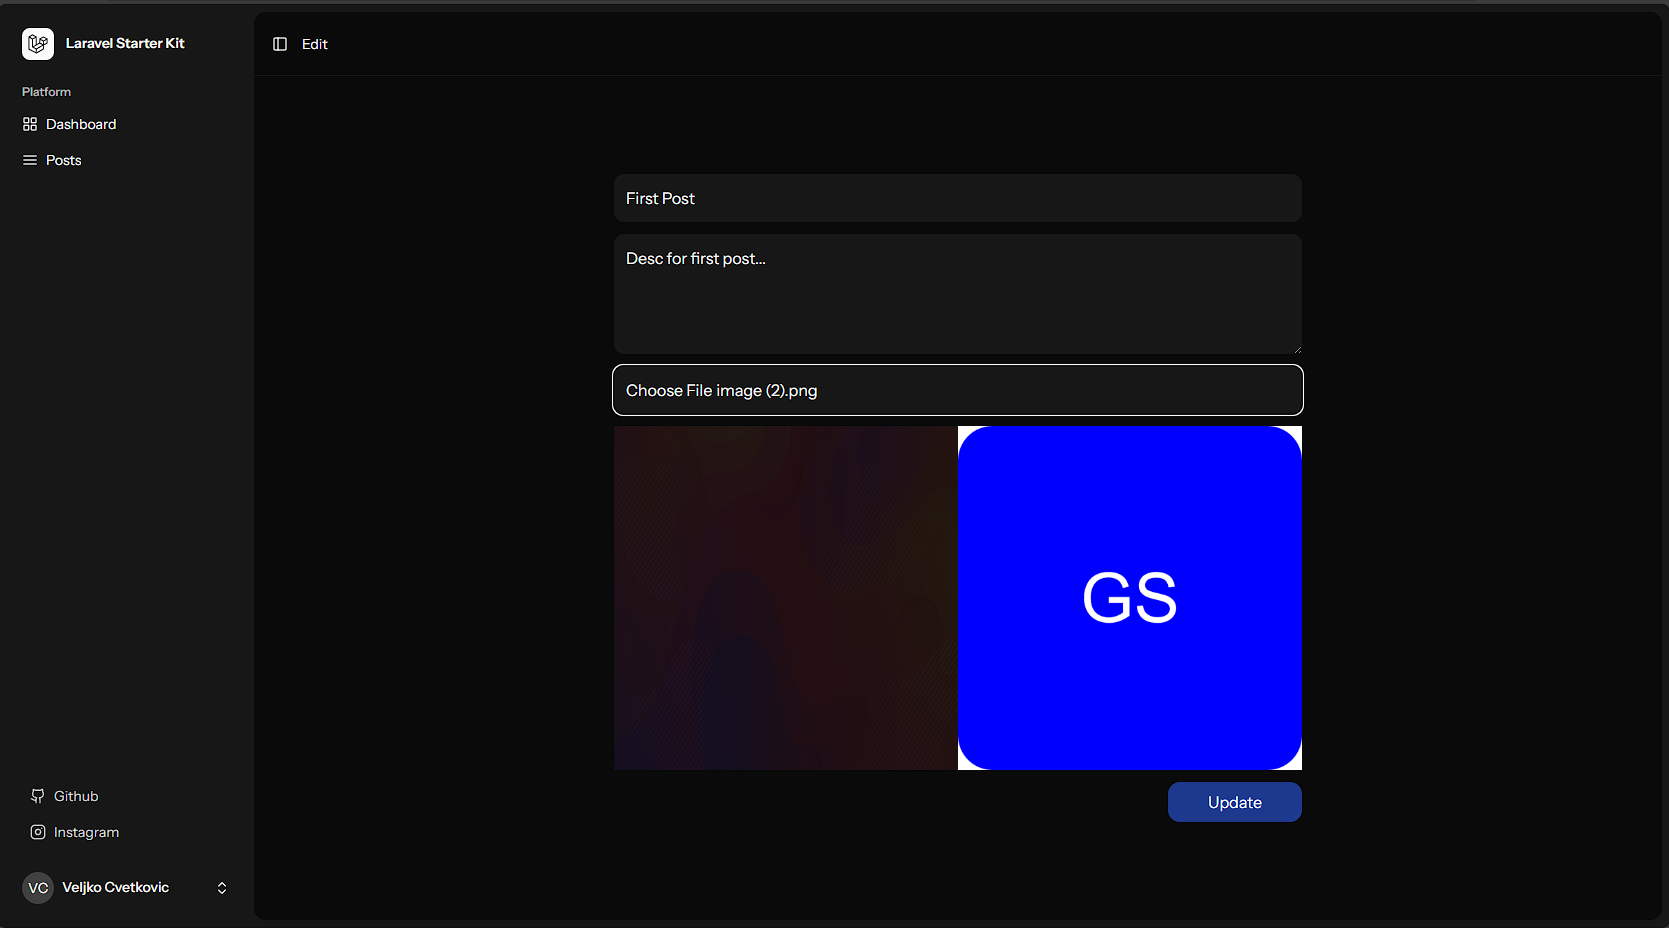 Laravel Starter Kit
Platform
Dashboard
Posts
Github
Instagram
VC Veljko Cvetkovic
Edit
First Post
Desc for first post...
Choose File image (2).png
GS
Update